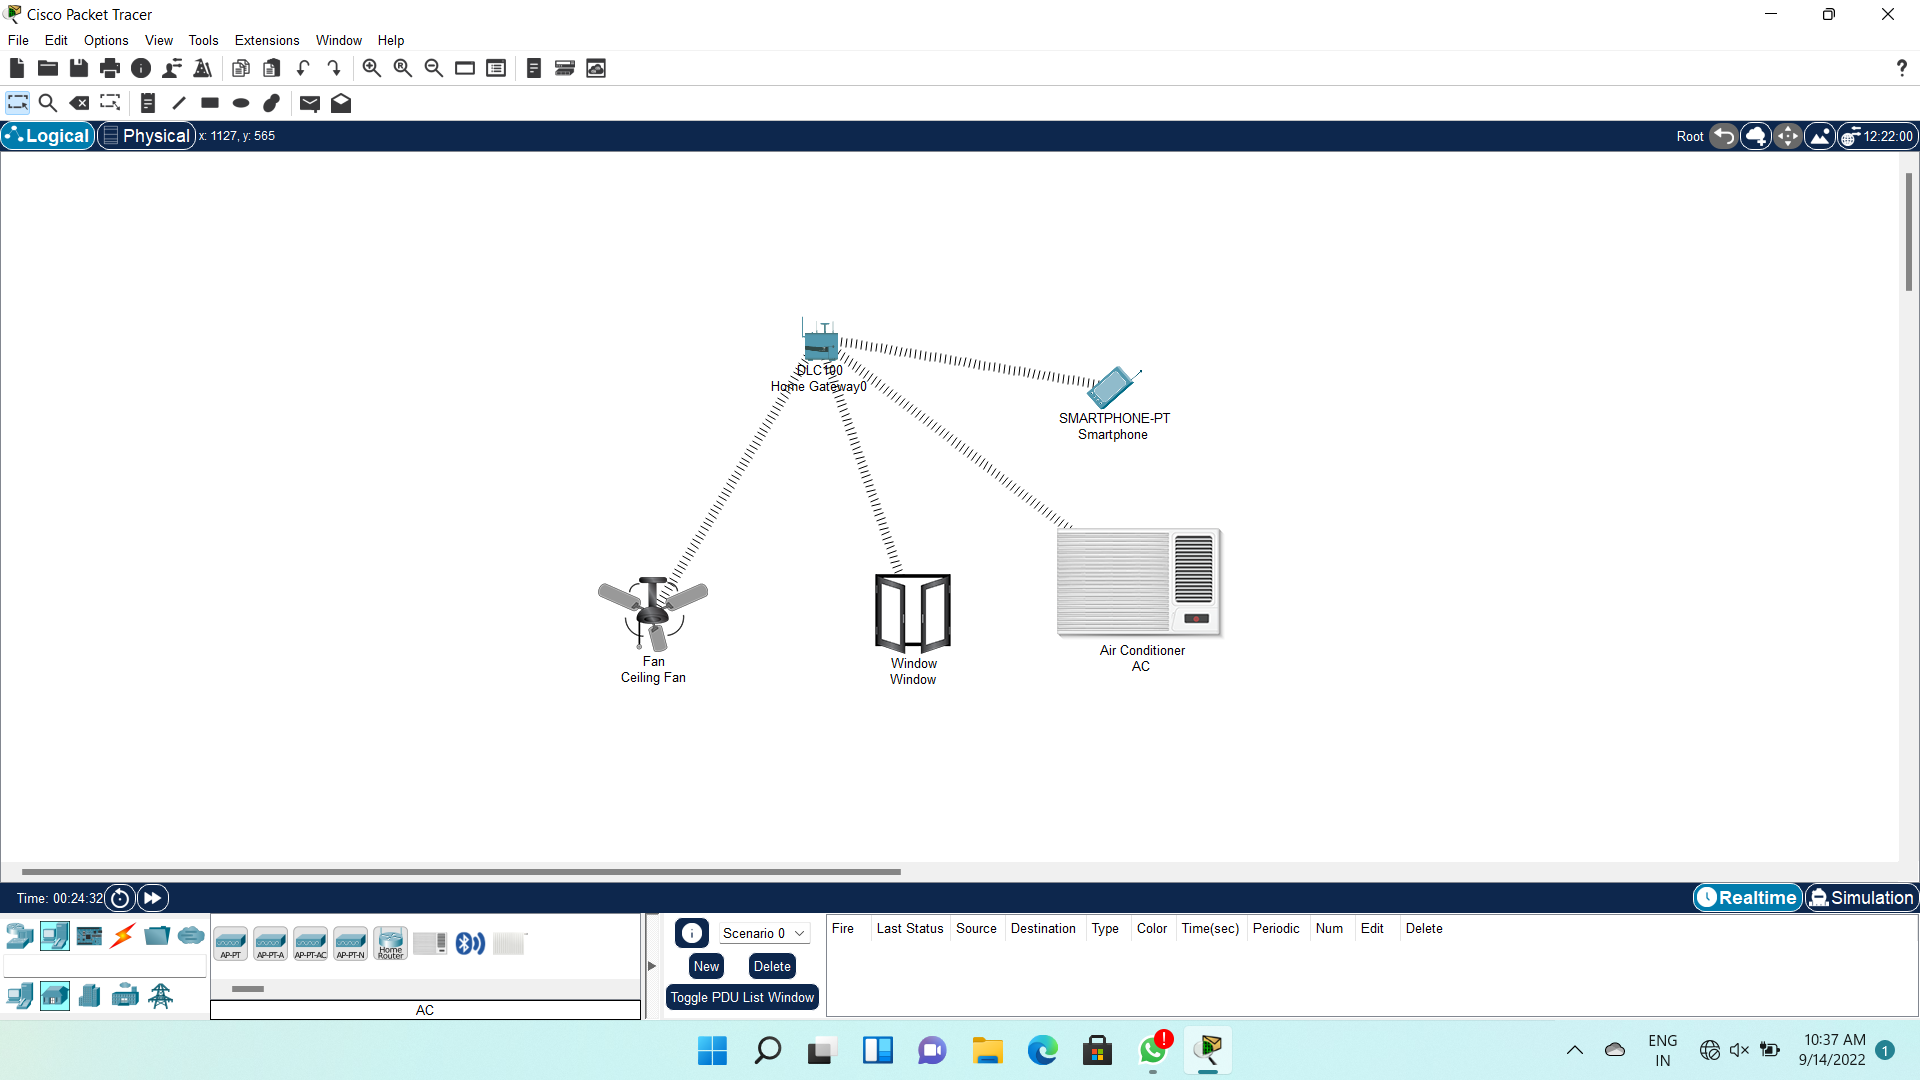 Cisco Packet Tracer
File Edit Options View Tools Extensions Window Help
?
Logical Physical x: 1127, y: 565 Root 12:22:00
DLC100
Home Gateway0
SMARTPHONE-PT
Smartphone
Air Conditioner
AC
Fan
Ceiling Fan
Window
Window
Time: 00:24:32 Realtime Simulation
AP-PT AP-PT-A AP-PT-AC AP-PT-N Home Router
AC
Scenario 0
New Delete
Toggle PDU List Window
Fire Last Status Source Destination Type Color Time(sec) Periodic Num Edit Delete
ENG
IN
10:37 AM
9/14/2022
1